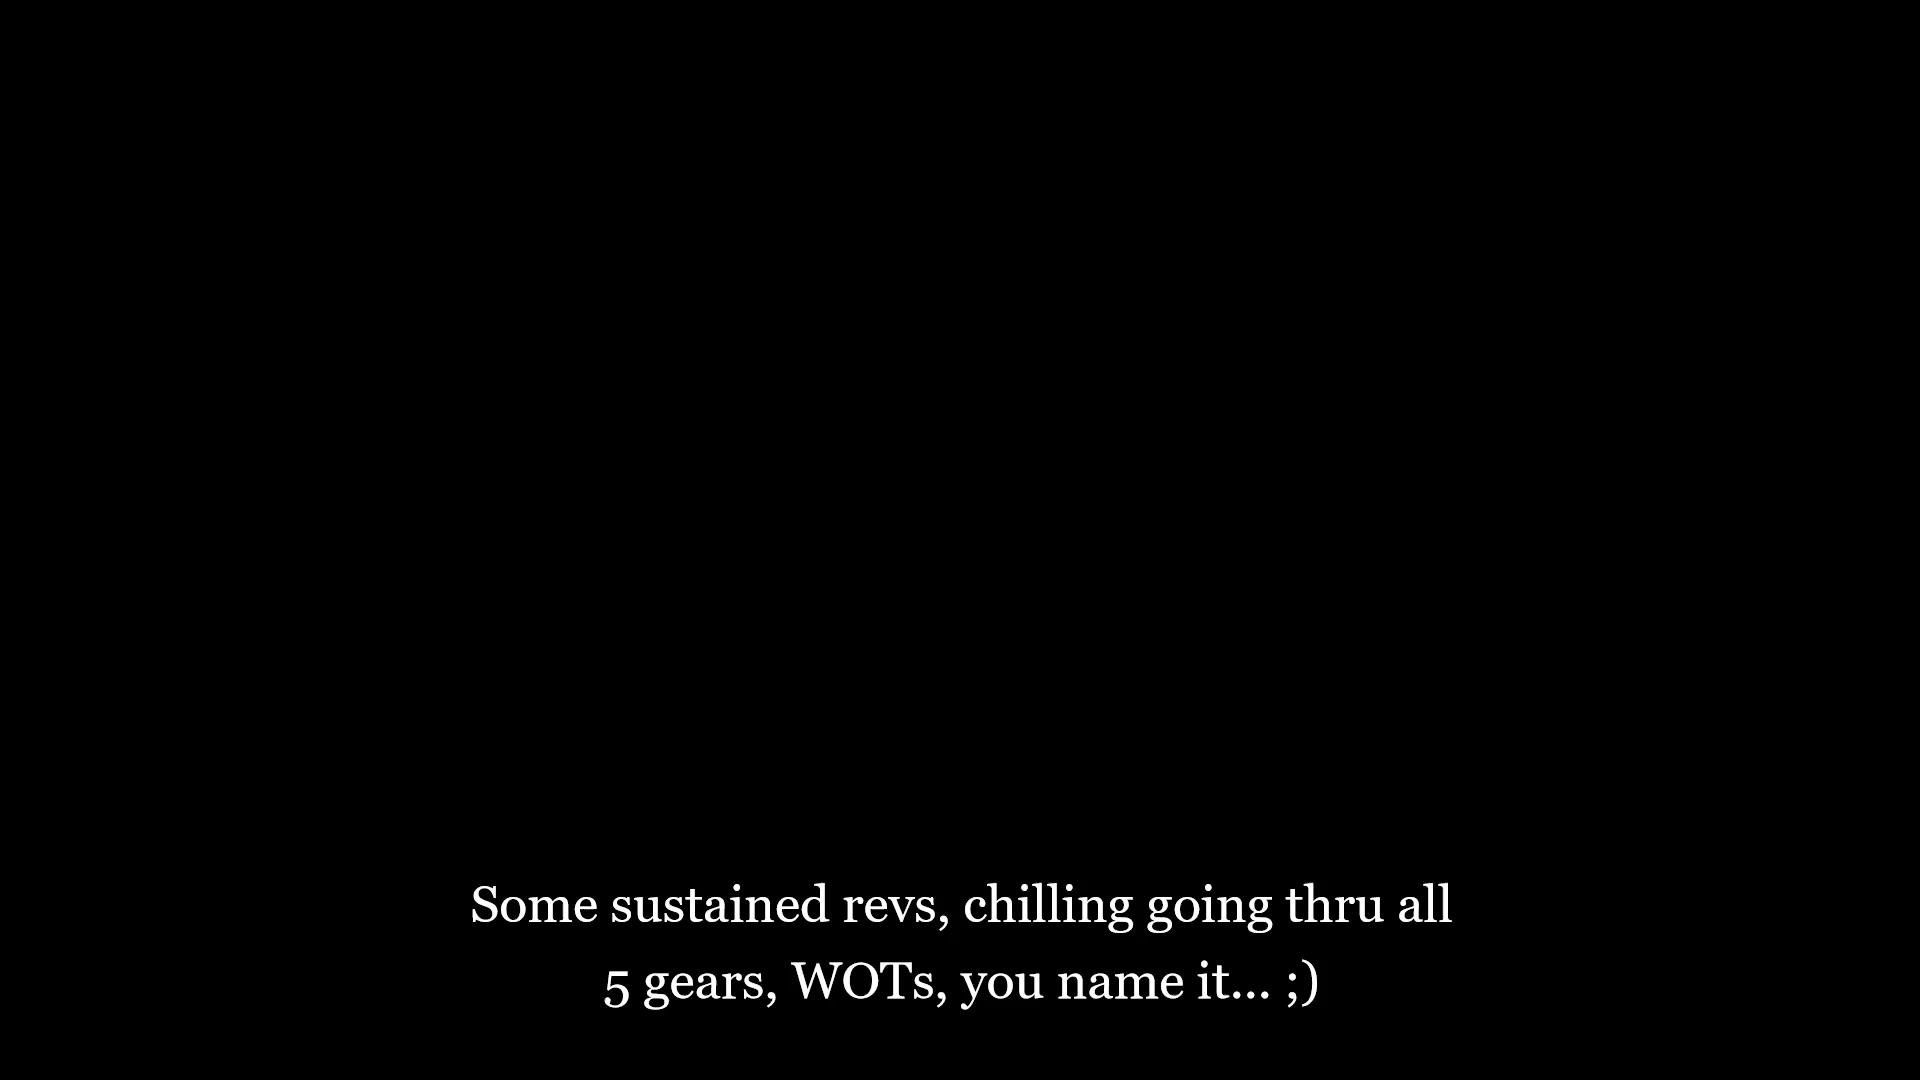 Some sustained revs, chilling going thru all
5 gears, WOTs, you name it... ;)